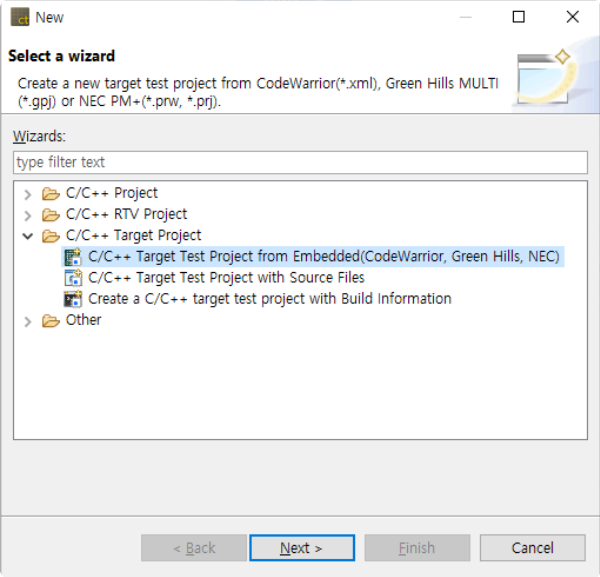 ct New
Select a wizard
Create a new target test project from CodeWarrior(*.xml), Green Hills MULTI
(*.gpj) or NEC PM+(*.prw, *.prj).
Wizards:
type filter text
C/C++ Project
C/C++ RTV Project
C/C++ Target Project
C/C++ Target Test Project from Embedded(CodeWarrior, Green Hills, NEC)
C/C++ Target Test Project with Source Files
Create a C/C++ target test project with Build Information
Other
< Back Next > Finish Cancel